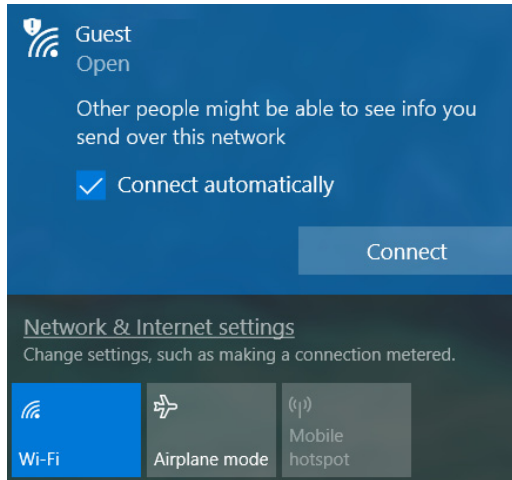 Guest
Open
Other people might be able to see info you
send over this network
Connect automatically
Connect
Network & Internet settings
Change settings, such as making a connection metered.
Wi-Fi
Airplane mode
Mobile
hotspot